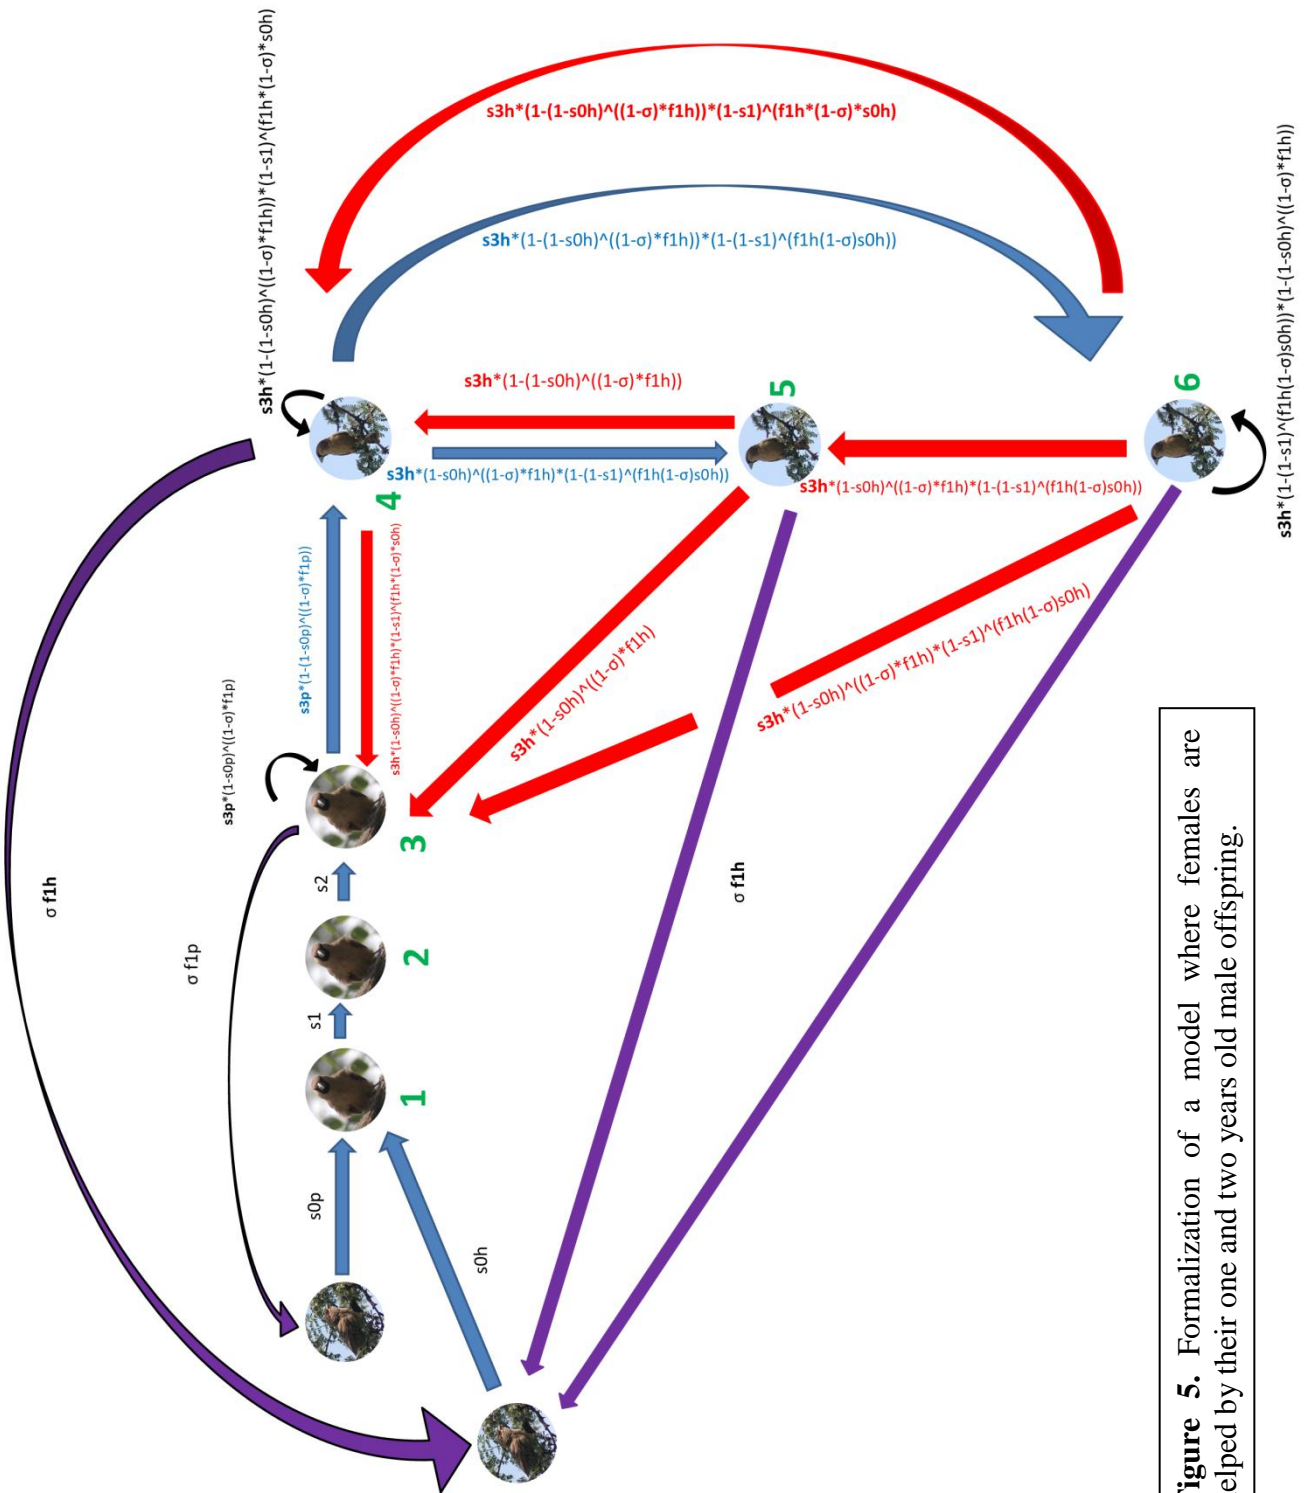 s3h*(1-(1-s0h)^((1-σ)*f1h))*(1-s1)^(f1h*(1-σ)*s0h)
s3h*(1-(1-s0h)^((1-σ)*f1h))*(1-s1)^(f1h*(1-σ)*s0h)
s3h*(1-(1-s0h)^((1-σ)*f1h))*(1-(1-s1)^(f1h(1-σ)s0h))
s3h*(1-(1-s0h)^((1-σ)*f1h))
s3h*(1-s0h)^((1-σ)*f1h)*(1-(1-s1)^(f1h(1-σ)s0h))
4
5
6
s3h*(1-s0h)^((1-σ)*f1h)*(1-(1-s1)^(f1h(1-σ)s0h))
s3h*(1-(1-s1)^(f1h(1-σ)s0h))*(1-(1-s0h)^((1-σ)*f1h))
s3p*(1-(1-s0p)^((1-σ)*f1p))
s3h*(1-s0h)^((1-σ)*f1h)*(1-s1)^(f1h*(1-σ)*s0h)
s3p*(1-s0p)^((1-σ)*f1p)
s3h*(1-s0h)^((1-σ)*f1h)
s3h*(1-s0h)^((1-σ)*f1h)*(1-s1)^(f1h(1-σ)s0h)
σ f1h
σ f1p
s2
3
σ f1h
s1
2
1
s0p
s0h
igure 5. Formalization of a model where females are
elped by their one and two years old male offspring.